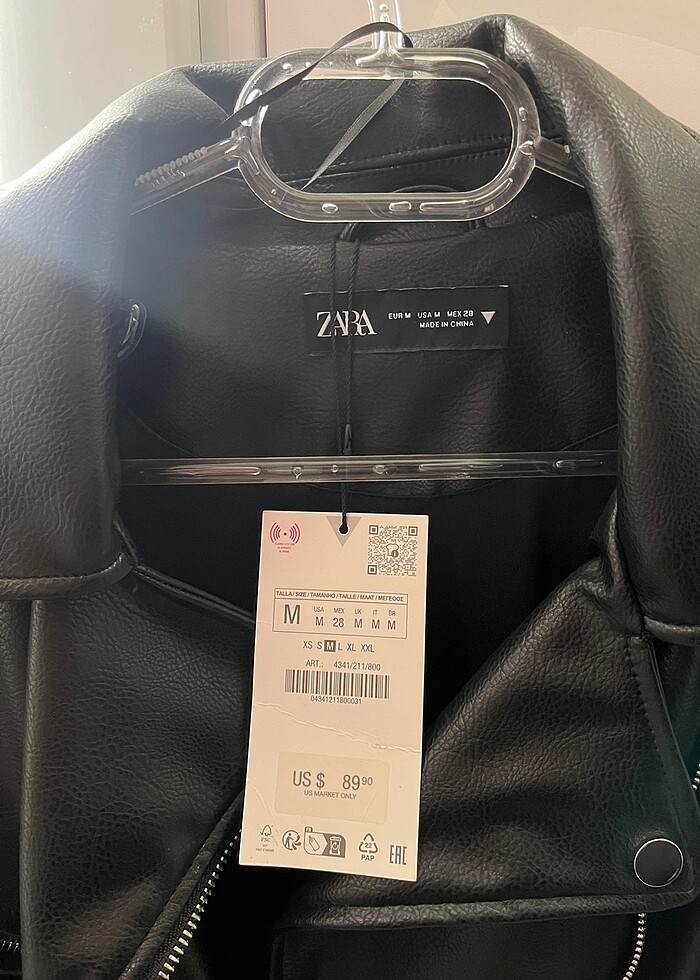 ZARA
EUR M USA M MEX 28
MADE IN CHINA
TALLA / SIZE / TAMANHO / TAILLE / MAAT / ΜΕΓΕΘΟΣ
M
USA MEX UK IT BR
M 28 M M M
XS S M L XL XXL
ART.: 4341/211/800
04341211800031
US $ 89 90
US MARKET ONLY
FSC
22
PAP
EAC